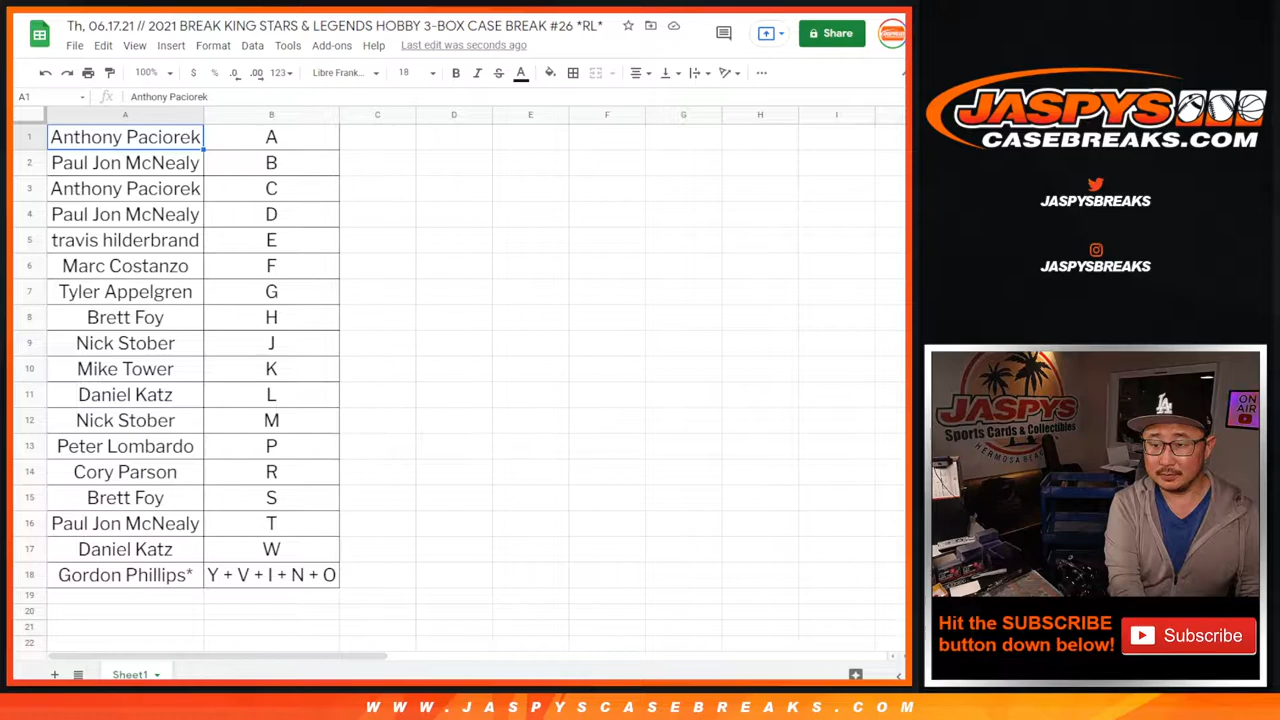 Th, 06.17.21 // 2021 BREAK KING STARS & LEGENDS HOBBY 3-BOX CASE BREAK #26 *RL*
File Edit View Insert Format Data Tools Add-ons Help Last edit was seconds ago
Share
100% $ % .0 .00 123 Libre Frank... 18 B I S A
A1 fx Anthony Paciorek
A B C D E F G H I
1 Anthony Paciorek A
2 Paul Jon McNealy B
3 Anthony Paciorek C
4 Paul Jon McNealy D
5 travis hilderbrand E
6 Marc Costanzo F
7 Tyler Appelgren G
8 Brett Foy H
9 Nick Stober J
10 Mike Tower K
11 Daniel Katz L
12 Nick Stober M
13 Peter Lombardo P
14 Cory Parson R
15 Brett Foy S
16 Paul Jon McNealy T
17 Daniel Katz W
18 Gordon Phillips* Y + V + I + N + O
19
20
21
22
Sheet1
JASPYS
CASEBREAKS.COM
JASPYSBREAKS
JASPYSBREAKS
JASPYS
Sports Cards & Collectibles
HERMOSA BEACH
ON
AIR
LA
Hit the SUBSCRIBE
button down below!
Subscribe
WWW.JASPYSCASEBREAKS.COM